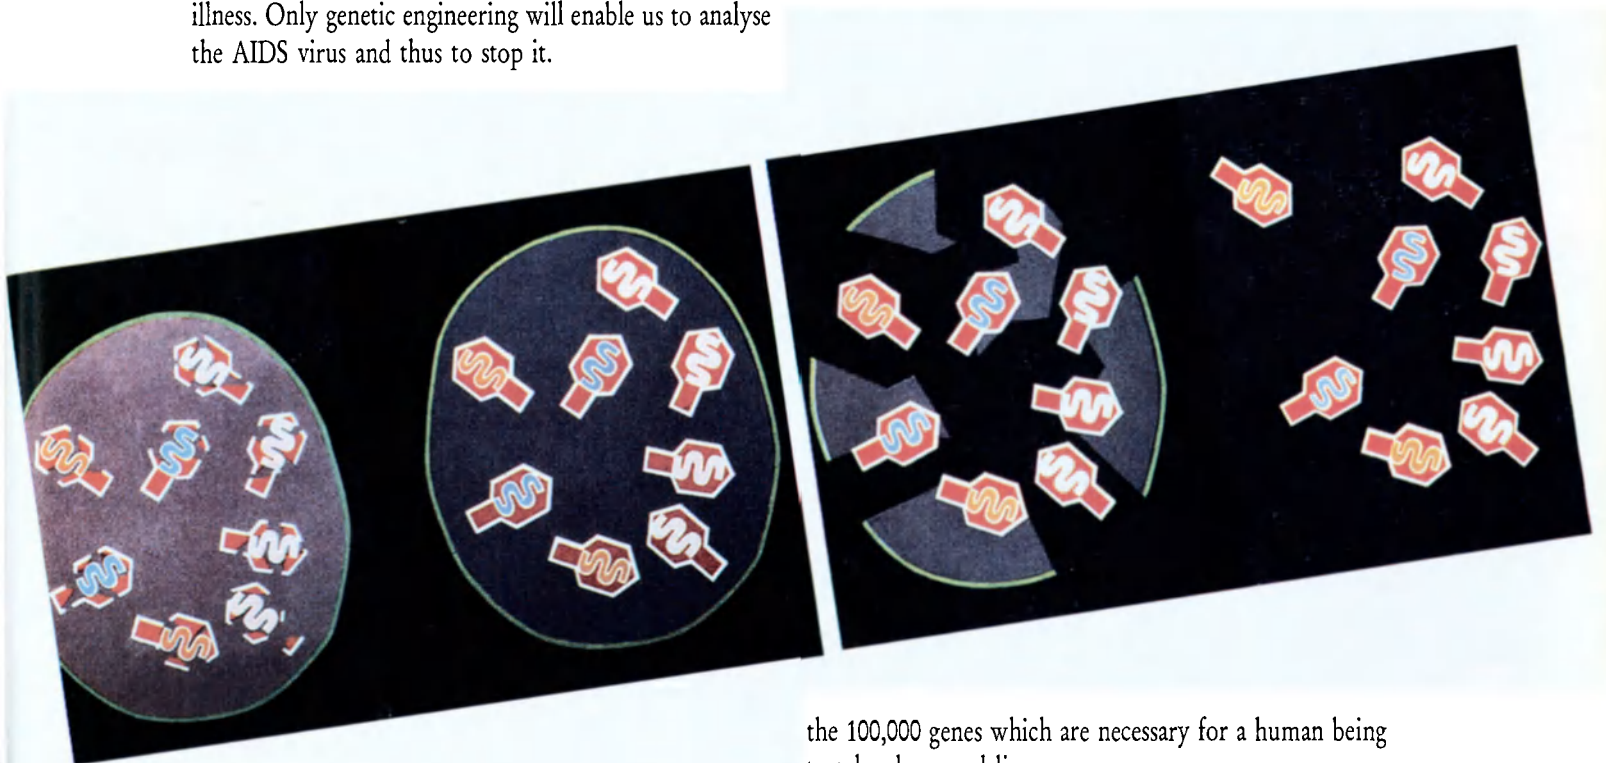 illness. Only genetic engineering will enable us to analyse
the AIDS virus and thus to stop it.
the 100,000 genes which are necessary for a human being